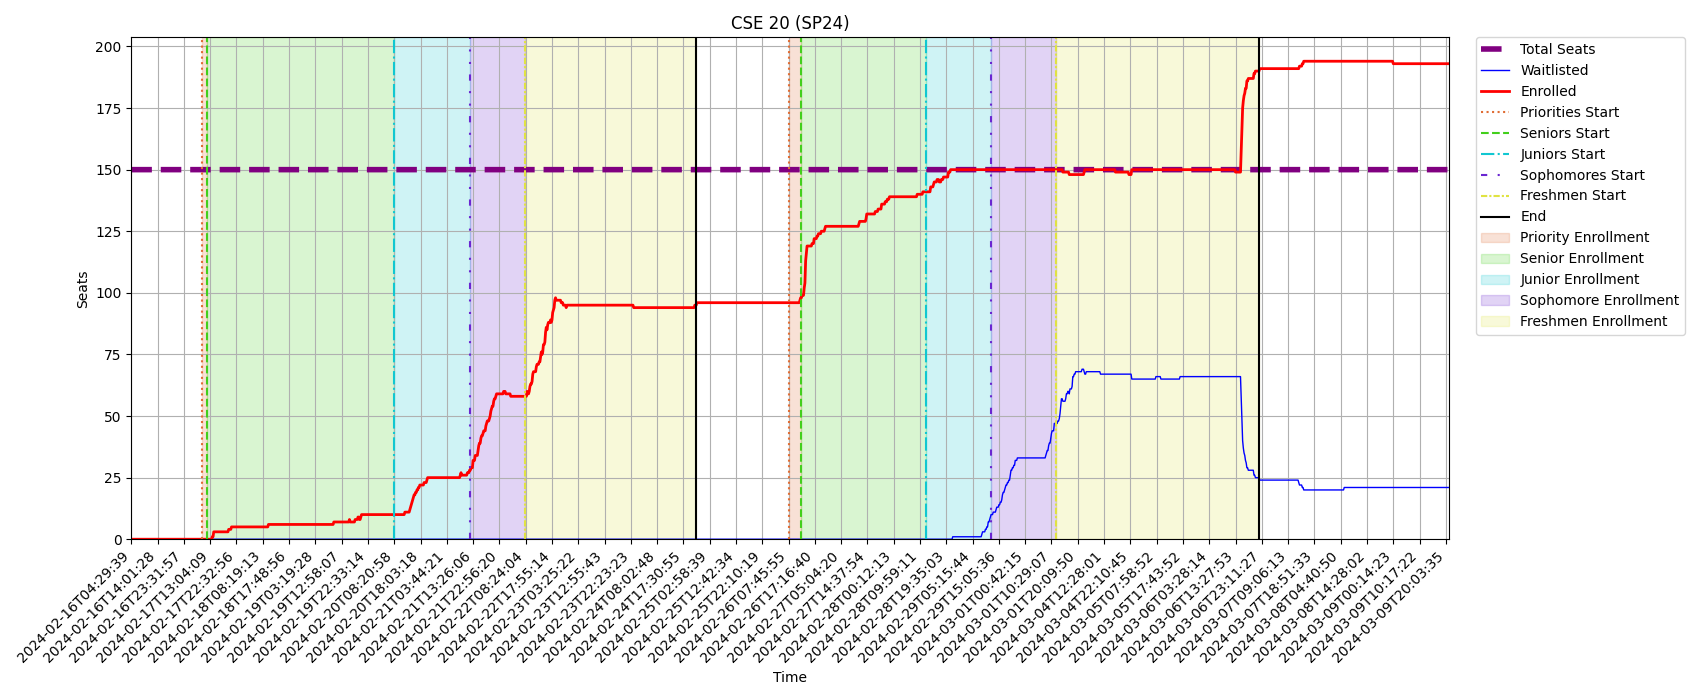 CSE 20 (SP24)
200
175
150
125
100
75
50
25
0
Seats
2024-02-16T04:29:39
2024-02-16T14:01:28
2024-02-16T23:31:57
2024-02-17T13:04:09
2024-02-17T22:32:56
2024-02-18T08:19:13
2024-02-18T17:48:56
2024-02-19T03:19:28
2024-02-19T12:58:07
2024-02-19T22:33:14
2024-02-20T08:20:58
2024-02-20T18:03:18
2024-02-21T03:44:21
2024-02-21T13:26:06
2024-02-21T22:56:20
2024-02-22T08:24:04
2024-02-22T17:55:14
2024-02-23T03:25:22
2024-02-23T12:55:43
2024-02-23T22:23:23
2024-02-24T08:02:48
2024-02-24T17:30:55
2024-02-25T02:58:39
2024-02-25T12:42:34
2024-02-25T22:10:19
2024-02-26T07:45:55
2024-02-26T17:16:40
2024-02-27T05:04:20
2024-02-27T14:37:54
2024-02-28T00:12:13
2024-02-28T09:59:11
2024-02-28T19:35:03
2024-02-29T05:15:44
2024-02-29T15:05:36
2024-03-01T00:42:15
2024-03-01T10:29:07
2024-03-01T20:09:50
2024-03-04T12:28:01
2024-03-04T22:10:45
2024-03-05T07:58:52
2024-03-05T17:43:52
2024-03-06T03:28:14
2024-03-06T13:27:53
2024-03-06T23:11:27
2024-03-07T09:06:13
2024-03-07T18:51:33
2024-03-08T04:40:50
2024-03-08T14:28:02
2024-03-09T00:14:23
2024-03-09T10:17:22
2024-03-09T20:03:35
Time
Total Seats
Waitlisted
Enrolled
Priorities Start
Seniors Start
Juniors Start
Sophomores Start
Freshmen Start
End
Priority Enrollment
Senior Enrollment
Junior Enrollment
Sophomore Enrollment
Freshmen Enrollment